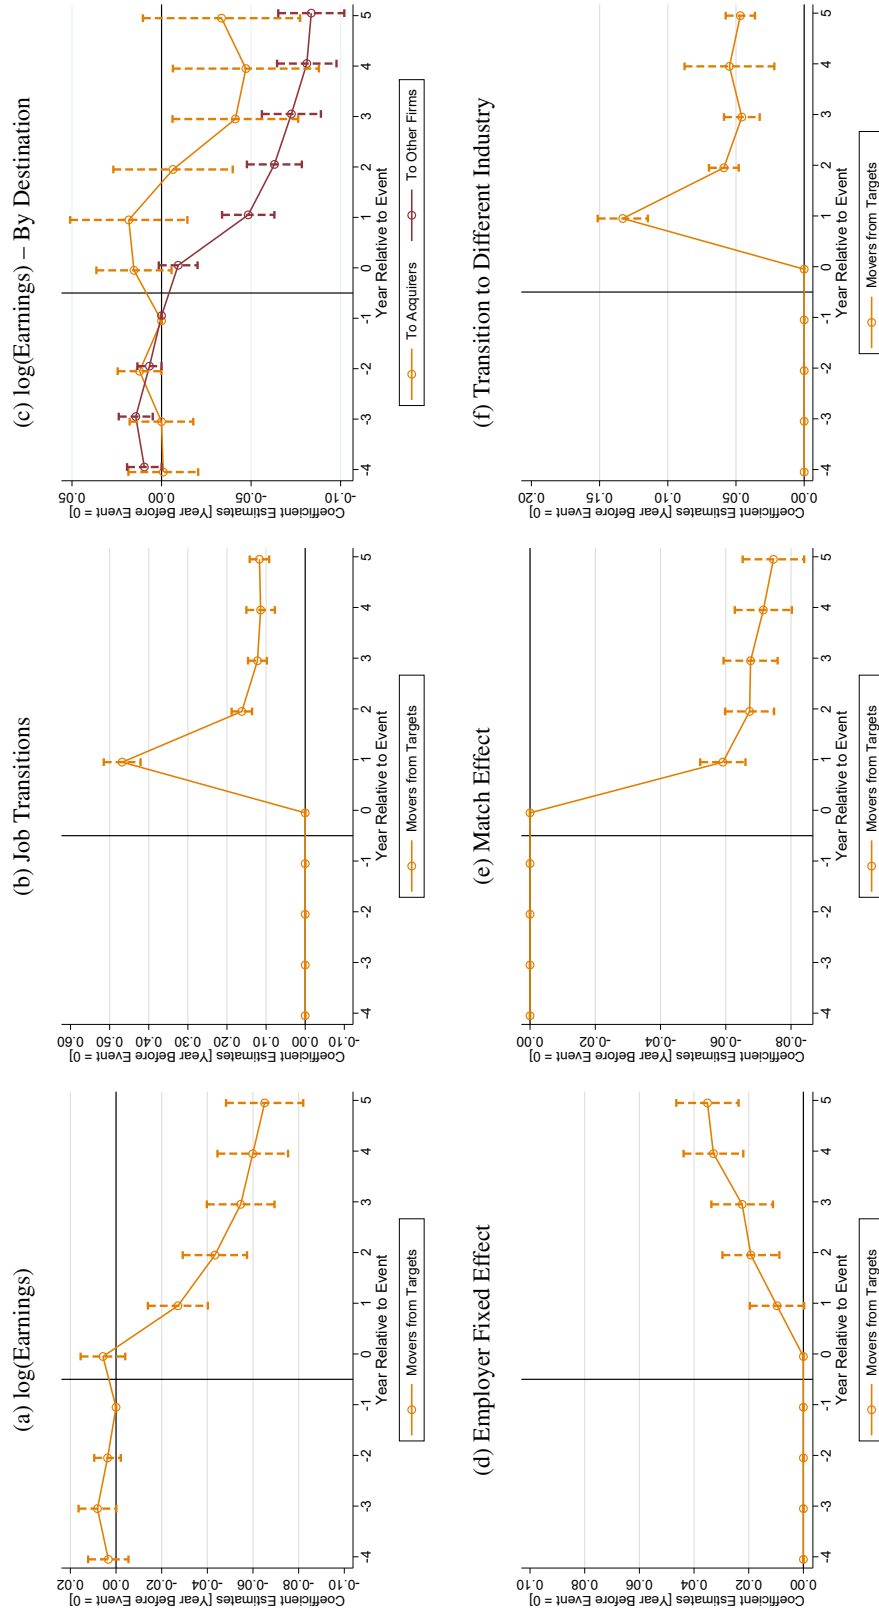 (a) log(Earnings)
Coefficient Estimates [Year Before Event = 0]
0.02
0.00
-0.02
-0.04
-0.06
-0.08
-0.10
-4 -3 -2 -1 0 1 2 3 4 5
Year Relative to Event
Movers from Targets
(b) Job Transitions
Coefficient Estimates [Year Before Event = 0]
0.60
0.50
0.40
0.30
0.20
0.10
0.00
-0.10
-4 -3 -2 -1 0 1 2 3 4 5
Year Relative to Event
Movers from Targets
(c) log(Earnings) – By Destination
Coefficient Estimates [Year Before Event = 0]
0.05
0.00
-0.05
-0.10
-4 -3 -2 -1 0 1 2 3 4 5
Year Relative to Event
To Acquirers To Other Firms
(d) Employer Fixed Effect
Coefficient Estimates [Year Before Event = 0]
0.10
0.08
0.06
0.04
0.02
0.00
-4 -3 -2 -1 0 1 2 3 4 5
Year Relative to Event
Movers from Targets
(e) Match Effect
Coefficient Estimates [Year Before Event = 0]
0.00
-0.02
-0.04
-0.06
-0.08
-4 -3 -2 -1 0 1 2 3 4 5
Year Relative to Event
Movers from Targets
(f) Transition to Different Industry
Coefficient Estimates [Year Before Event = 0]
0.20
0.15
0.10
0.05
0.00
-4 -3 -2 -1 0 1 2 3 4 5
Year Relative to Event
Movers from Targets